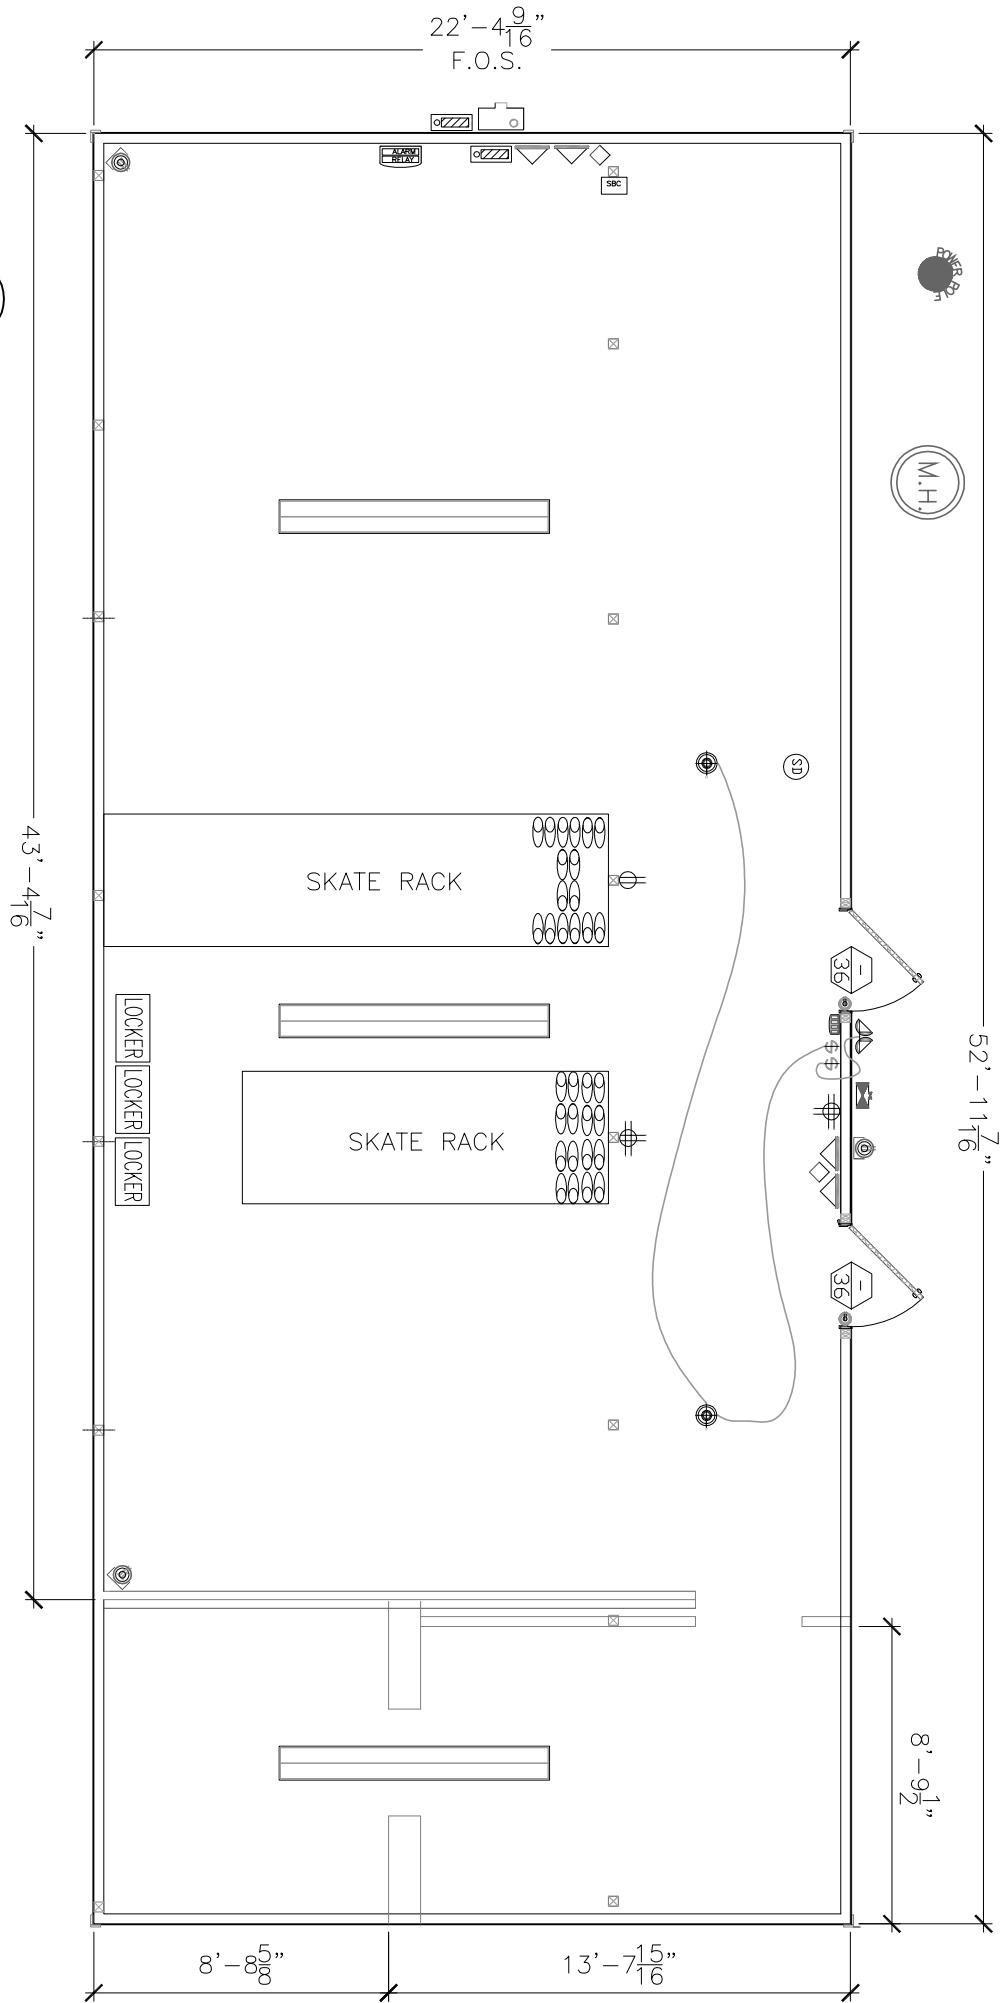 22'-4 9/16"
F.O.S.
ALARM
RELAY
SBC
POWER POLE
M.H.
SD
43'-4 7/16"
SKATE RACK
36
52'-11 7/16"
LOCKER
LOCKER
LOCKER
SKATE RACK
36
8'-9 1/2"
8'-8 5/8"
13'-7 15/16"